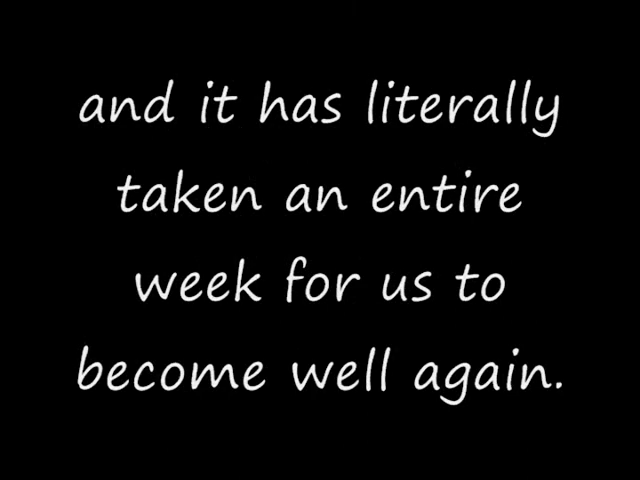 and it has literally
taken an entire
week for us to
become well again.